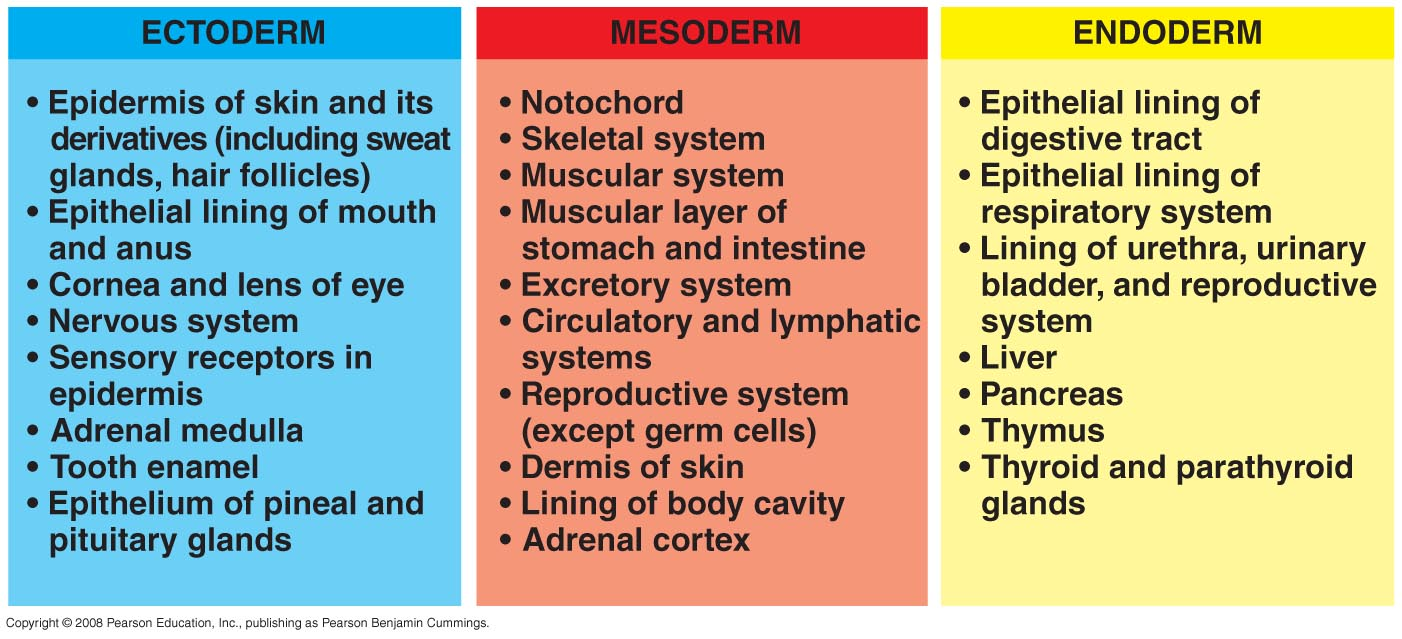 ECTODERM
• Epidermis of skin and its
derivatives (including sweat
glands, hair follicles)
• Epithelial lining of mouth
and anus
• Cornea and lens of eye
• Nervous system
• Sensory receptors in
epidermis
• Adrenal medulla
• Tooth enamel
• Epithelium of pineal and
pituitary glands
MESODERM
• Notochord
• Skeletal system
• Muscular system
• Muscular layer of
stomach and intestine
• Excretory system
• Circulatory and lymphatic
systems
• Reproductive system
(except germ cells)
• Dermis of skin
• Lining of body cavity
• Adrenal cortex
ENDODERM
• Epithelial lining of
digestive tract
• Epithelial lining of
respiratory system
• Lining of urethra, urinary
bladder, and reproductive
system
• Liver
• Pancreas
• Thymus
• Thyroid and parathyroid
glands
Copyright © 2008 Pearson Education, Inc., publishing as Pearson Benjamin Cummings.